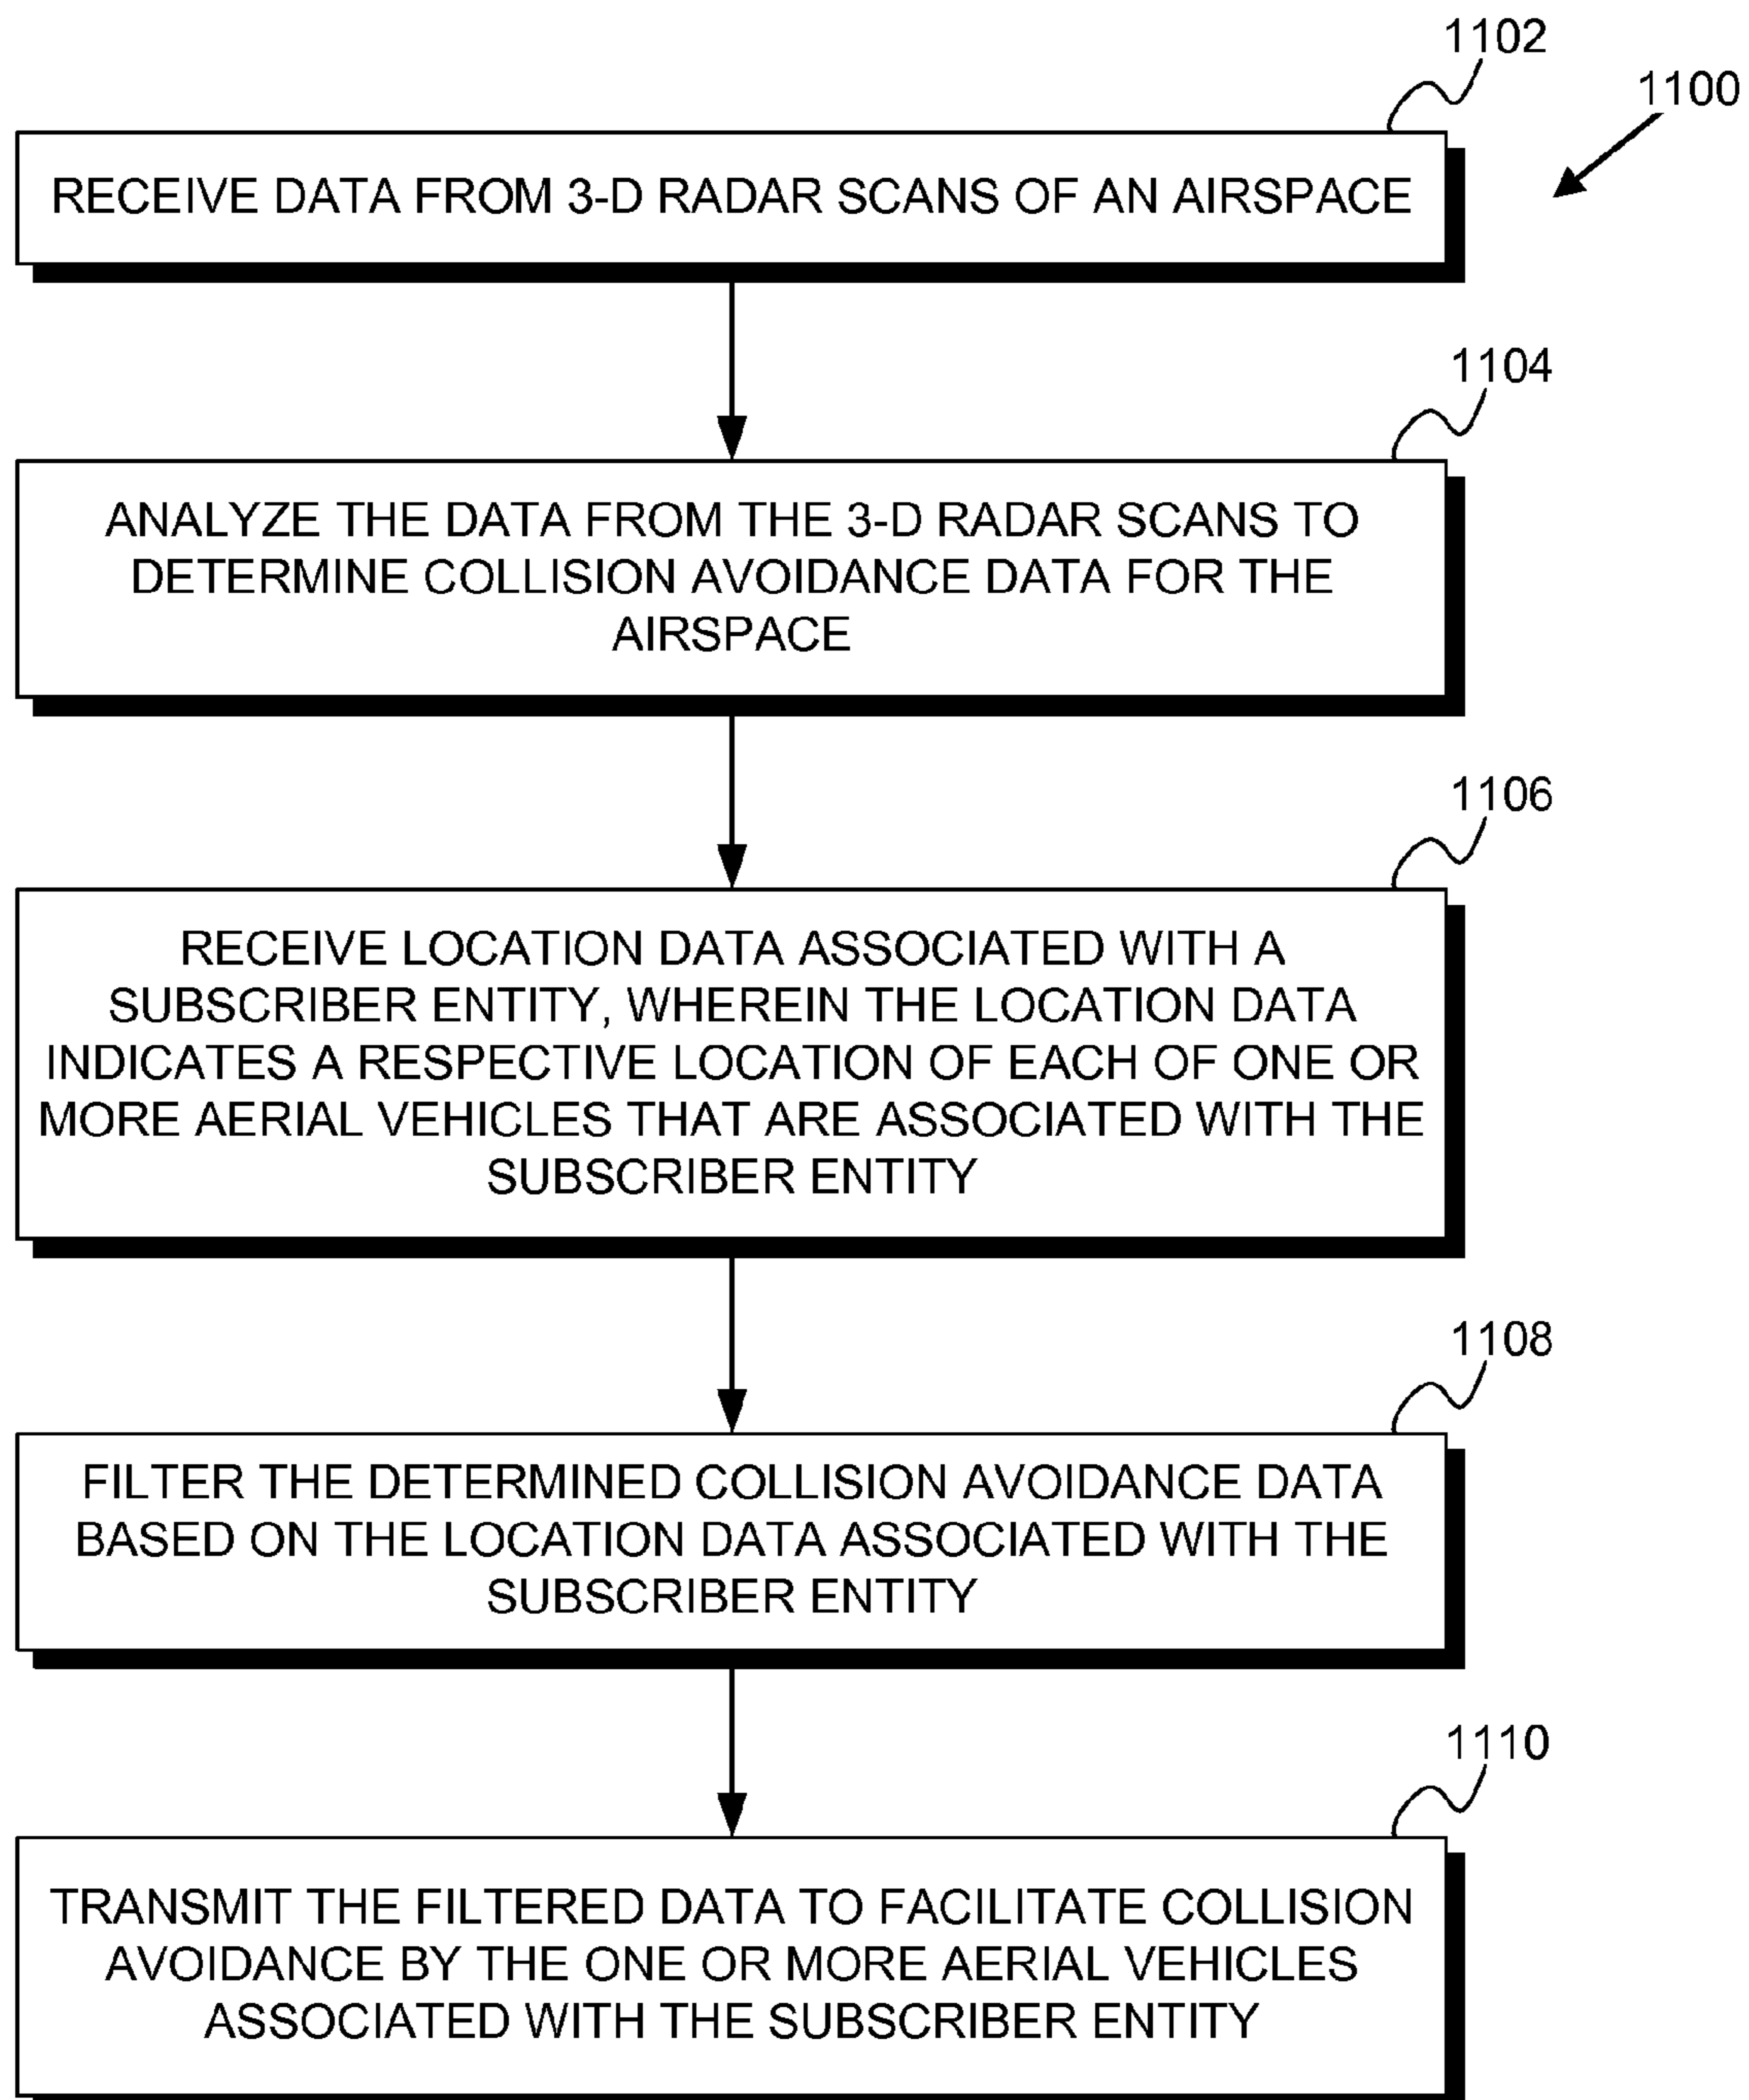 1102
1100
RECEIVE DATA FROM 3-D RADAR SCANS OF AN AIRSPACE
1104
ANALYZE THE DATA FROM THE 3-D RADAR SCANS TO
DETERMINE COLLISION AVOIDANCE DATA FOR THE
AIRSPACE
1106
RECEIVE LOCATION DATA ASSOCIATED WITH A
SUBSCRIBER ENTITY, WHEREIN THE LOCATION DATA
INDICATES A RESPECTIVE LOCATION OF EACH OF ONE OR
MORE AERIAL VEHICLES THAT ARE ASSOCIATED WITH THE
SUBSCRIBER ENTITY
1108
FILTER THE DETERMINED COLLISION AVOIDANCE DATA
BASED ON THE LOCATION DATA ASSOCIATED WITH THE
SUBSCRIBER ENTITY
1110
TRANSMIT THE FILTERED DATA TO FACILITATE COLLISION
AVOIDANCE BY THE ONE OR MORE AERIAL VEHICLES
ASSOCIATED WITH THE SUBSCRIBER ENTITY